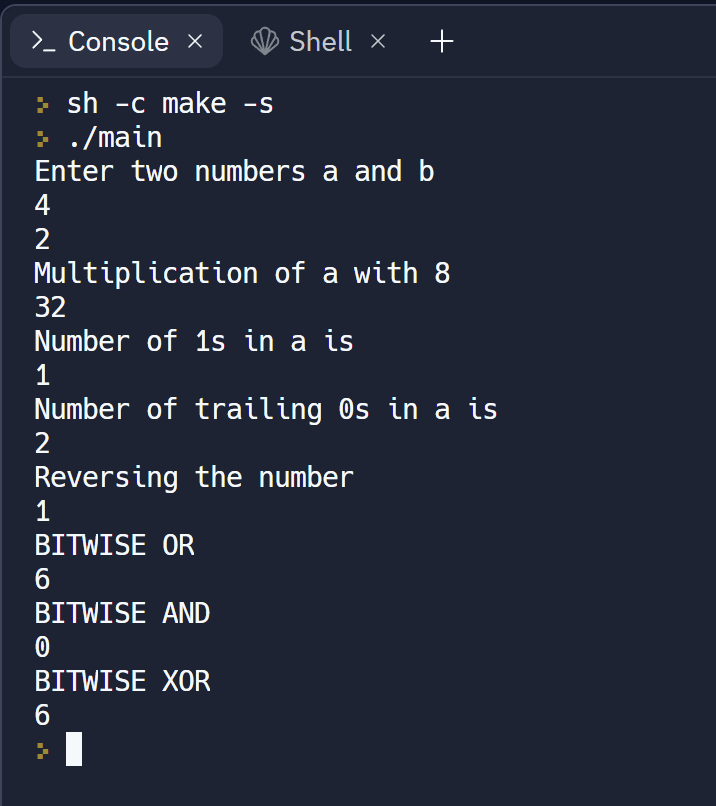 Console × Shell × +
sh -c make -s
./main
Enter two numbers a and b
4
2
Multiplication of a with 8
32
Number of 1s in a is
1
Number of trailing 0s in a is
2
Reversing the number
1
BITWISE OR
6
BITWISE AND
0
BITWISE XOR
6